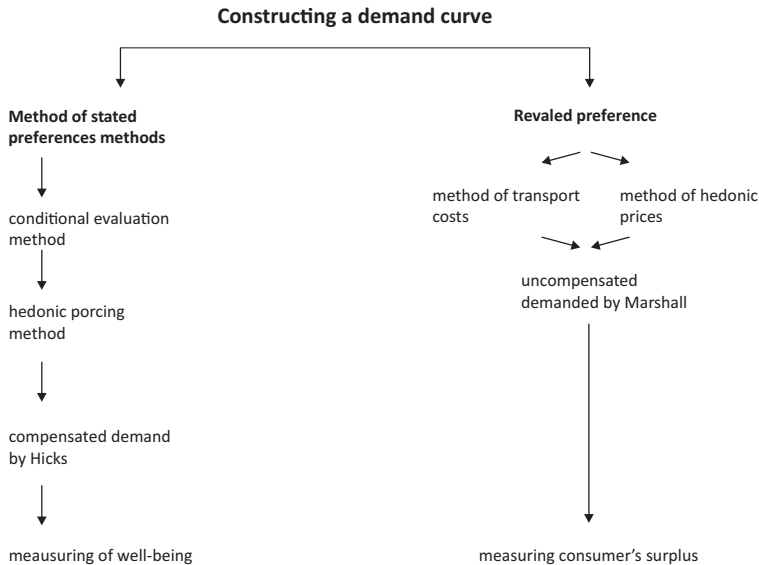 Constructing a demand curve
Method of stated
preferences methods
conditional evaluation
method
hedonic porcing
method
compensated demand
by Hicks
meausuring of well-being
Revaled preference
method of transport
costs
method of hedonic
prices
uncompensated
demanded by Marshall
measuring consumer's surplus